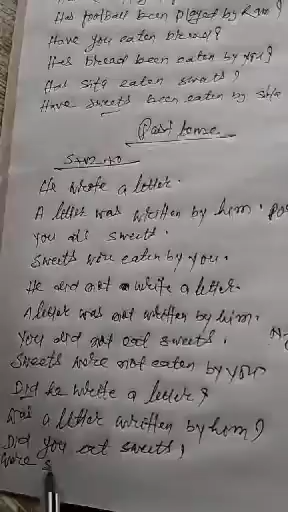 Has football been played by Ram?
Have you eaten bread?
Has bread been eaten by you?
Has sita eaten sweets?
Have sweets been eaten by sita
Past tense
S+V2+O
He wrote a letter.
A letter was written by him.
You ate sweets.
Sweets were eaten by you.
He did not write a letter.
A letter was not written by him.
You did not eat sweets.
Sweets were not eaten by you
Did he write a letter?
Was a letter written by him?
Did you eat sweets,
Were s